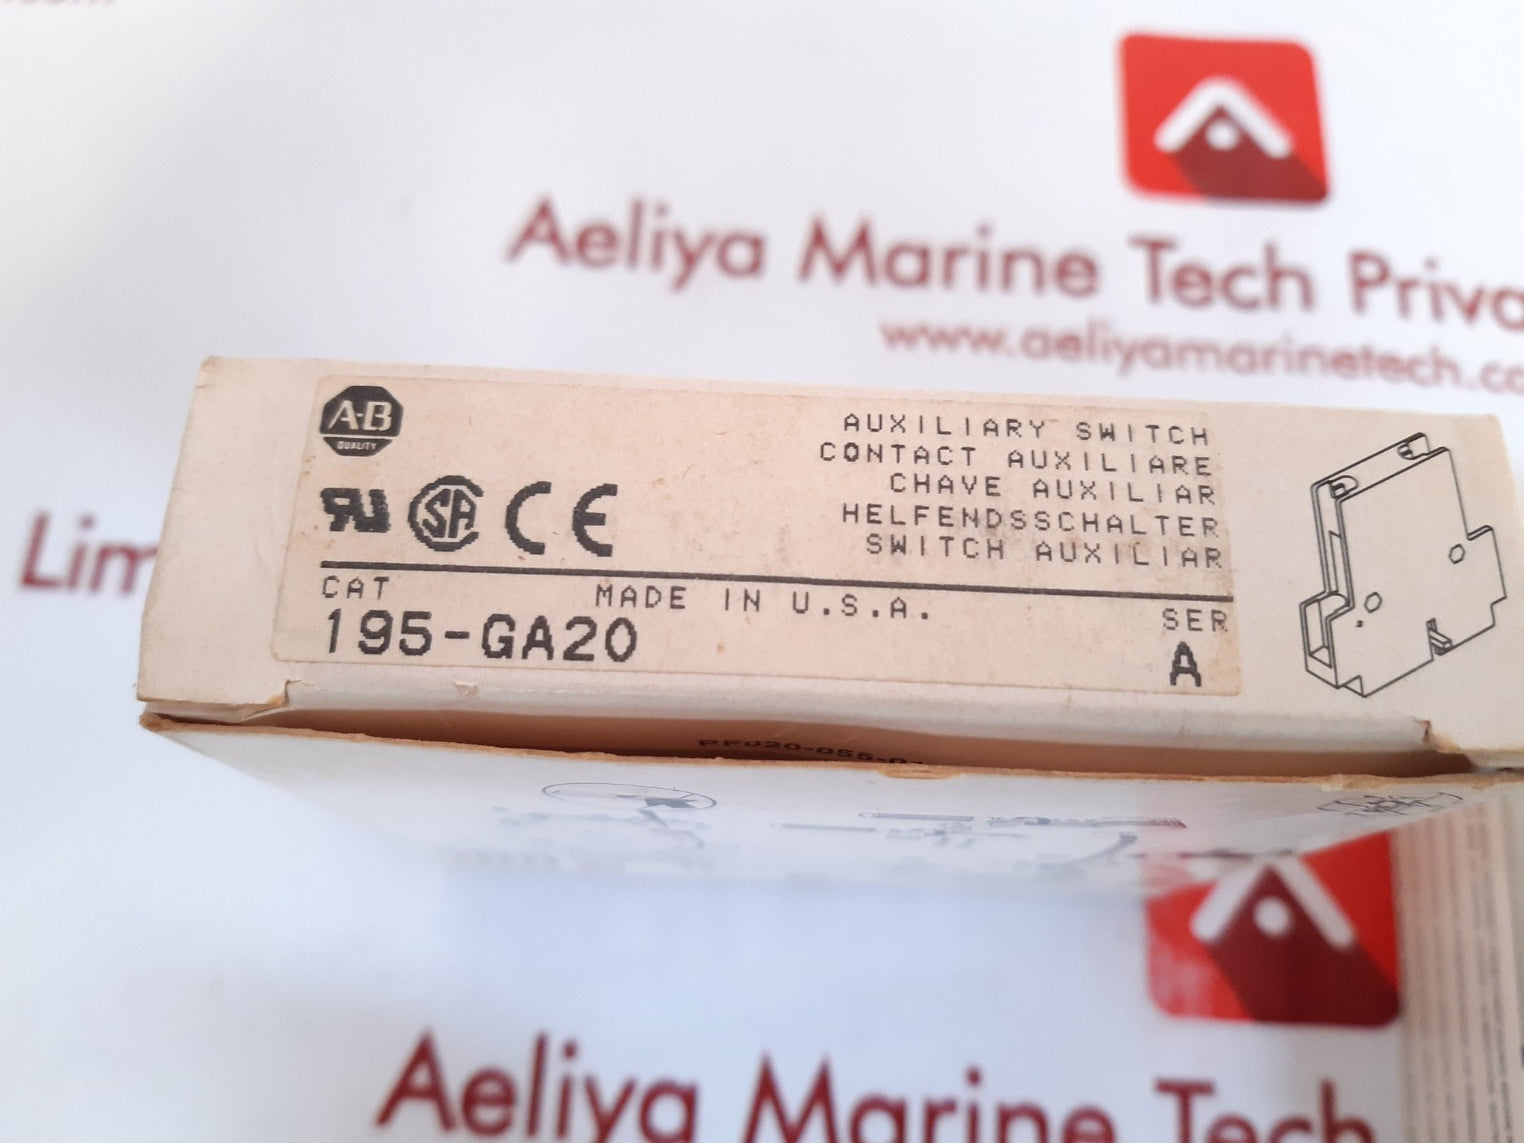 Aeliya Marine Tech Priva
www.aeliyamarinetech.co
Lim
A-B
QUALITY
AUXILIARY SWITCH
CONTACT AUXILIARE
CHAVE AUXILIAR
HELFENDSSCHALTER
SWITCH AUXILIAR
CAT
MADE IN U.S.A.
SER
195-GA20
A
Aeliya Marine Tech